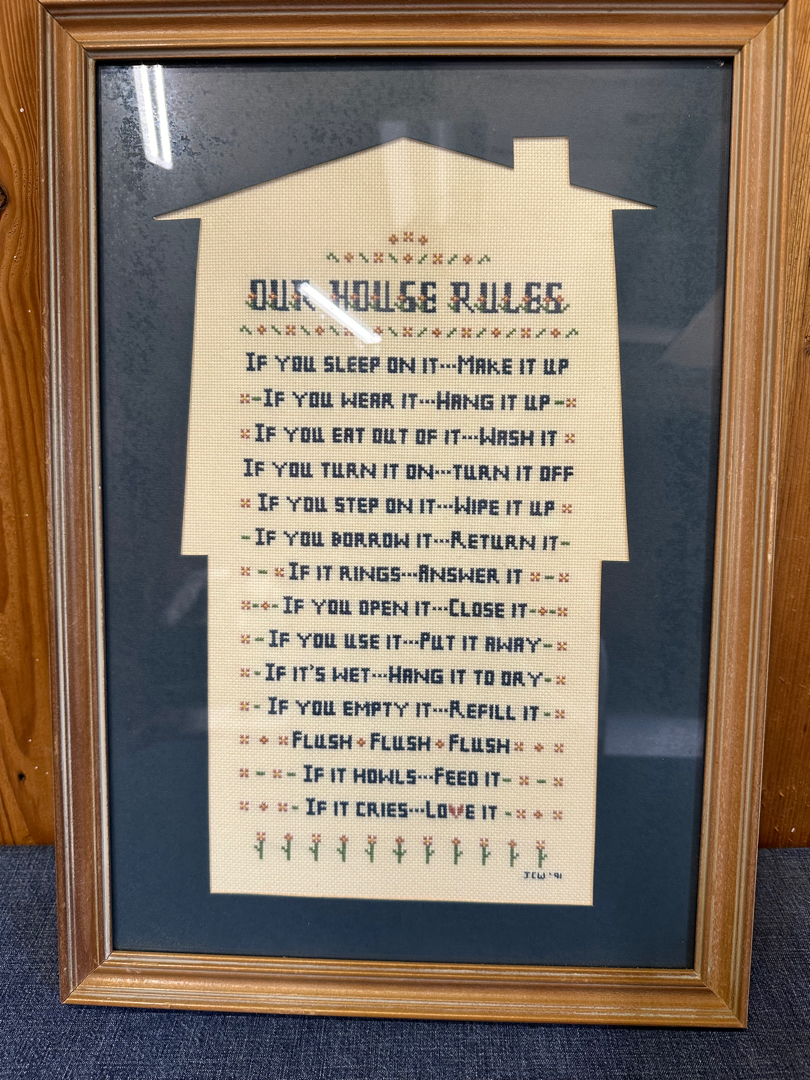 OUR HOUSE RULES
IF YOU SLEEP ON IT...MAKE IT UP
IF YOU WEAR IT...HANG IT UP
IF YOU EAT OUT OF IT...WASH IT
IF YOU TURN IT ON...TURN IT OFF
IF YOU STEP ON IT...WIPE IT UP
IF YOU BORROW IT...RETURN IT
IF IT RINGS...ANSWER IT
IF YOU OPEN IT...CLOSE IT
IF YOU USE IT...PUT IT AWAY
IF IT'S WET...HANG IT TO DRY
IF YOU EMPTY IT...REFILL IT
FLUSH FLUSH FLUSH
IF IT HOWLS...FEED IT
IF IT CRIES...LOVE IT
JCW '91